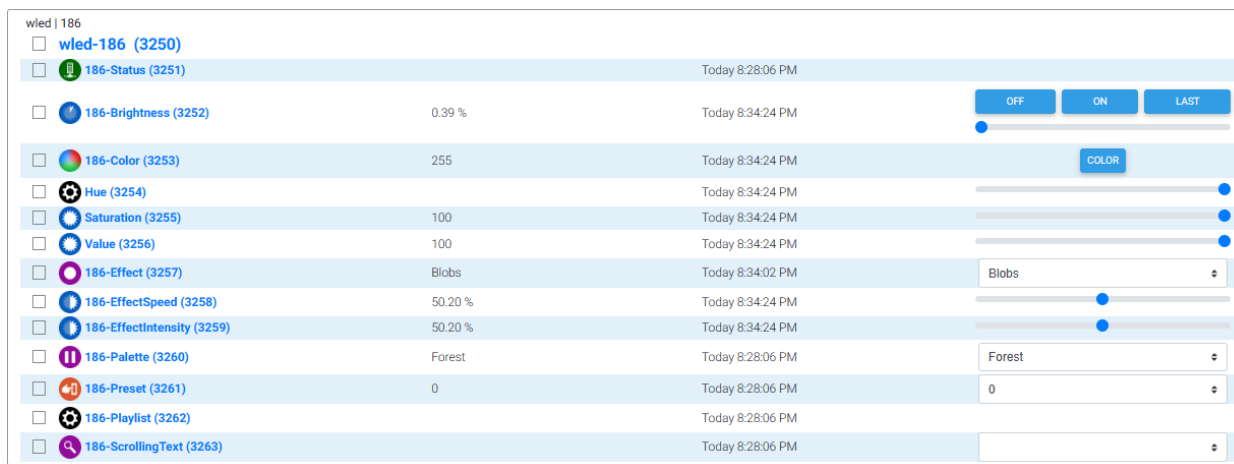 wled | 186
wled-186 (3250)
186-Status (3251) Today 8:28:06 PM
186-Brightness (3252) 0.39 % Today 8:34:24 PM OFF ON LAST
186-Color (3253) 255 Today 8:34:24 PM COLOR
Hue (3254) Today 8:34:24 PM
Saturation (3255) 100 Today 8:34:24 PM
Value (3256) 100 Today 8:34:24 PM
186-Effect (3257) Blobs Today 8:34:02 PM Blobs
186-EffectSpeed (3258) 50.20 % Today 8:34:24 PM
186-EffectIntensity (3259) 50.20 % Today 8:34:24 PM
186-Palette (3260) Forest Today 8:28:06 PM Forest
186-Preset (3261) 0 Today 8:28:06 PM 0
186-Playlist (3262) Today 8:28:06 PM
186-ScrollingText (3263) Today 8:28:06 PM